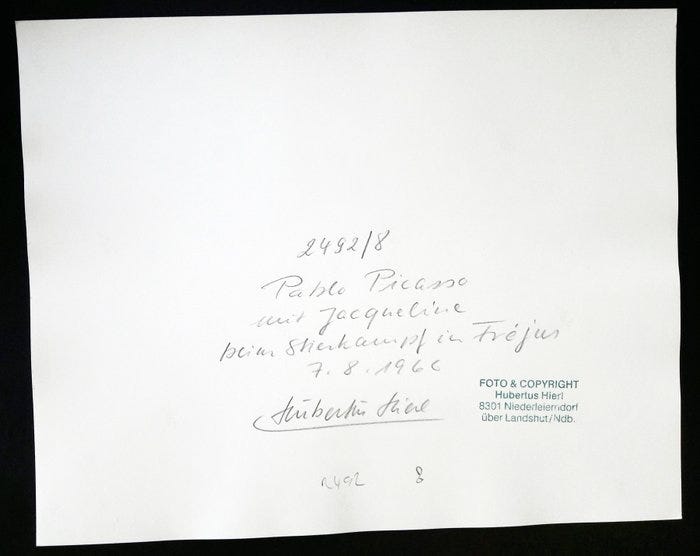 2492/8
Pablo Picasso
mit Jacqueline
beim Stierkampf in Fréjus
7.8.1966
Hubertus Hierl
FOTO & COPYRIGHT
Hubertus Hierl
8301 Niederleierndorf
über Landshut/Ndb.
2492 8